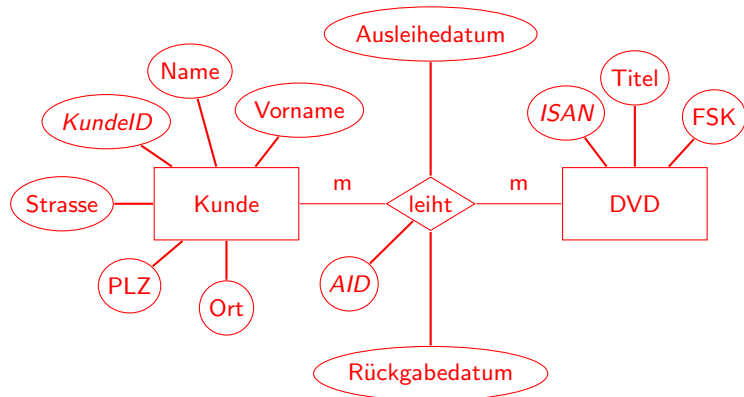 Ausleihedatum
Name
Titel
KundeID
Vorname
ISAN
FSK
m
m
Strasse
Kunde
leiht
DVD
PLZ
AID
Ort
Rückgabedatum